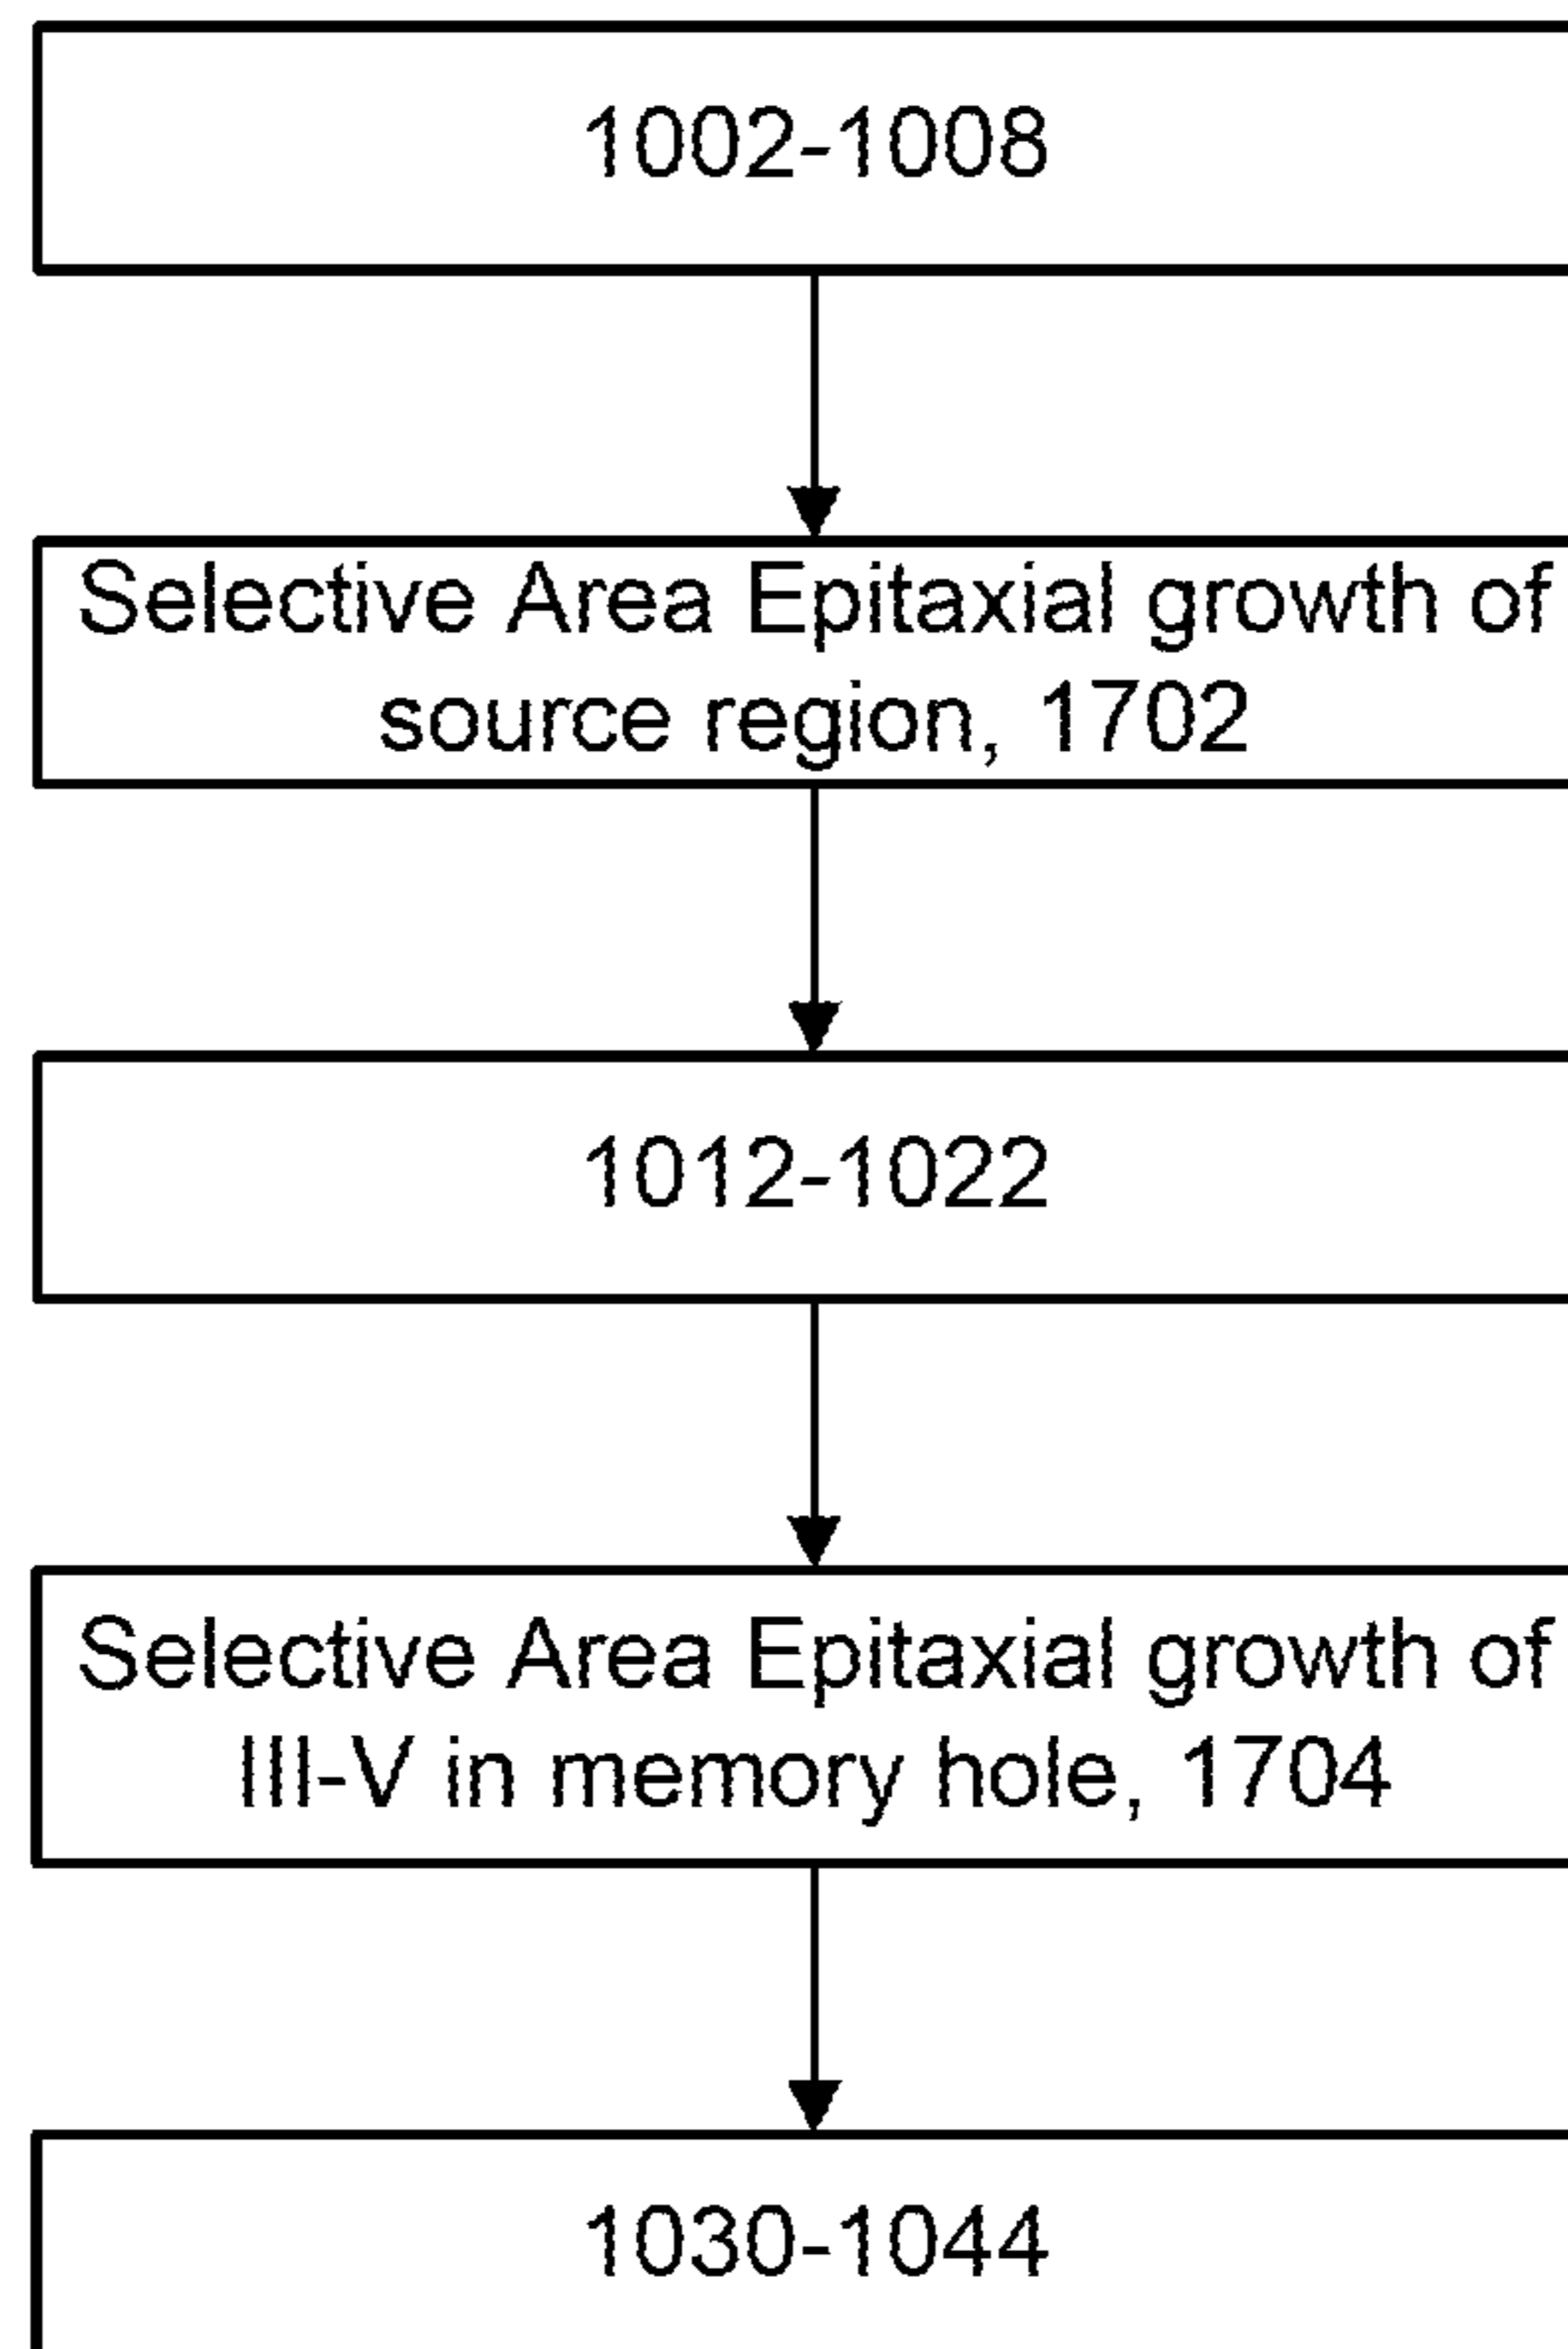 1002-1008
Selective Area Epitaxial growth of
source region, 1702
1012-1022
Selective Area Epitaxial growth of
III-V in memory hole, 1704
1030-1044